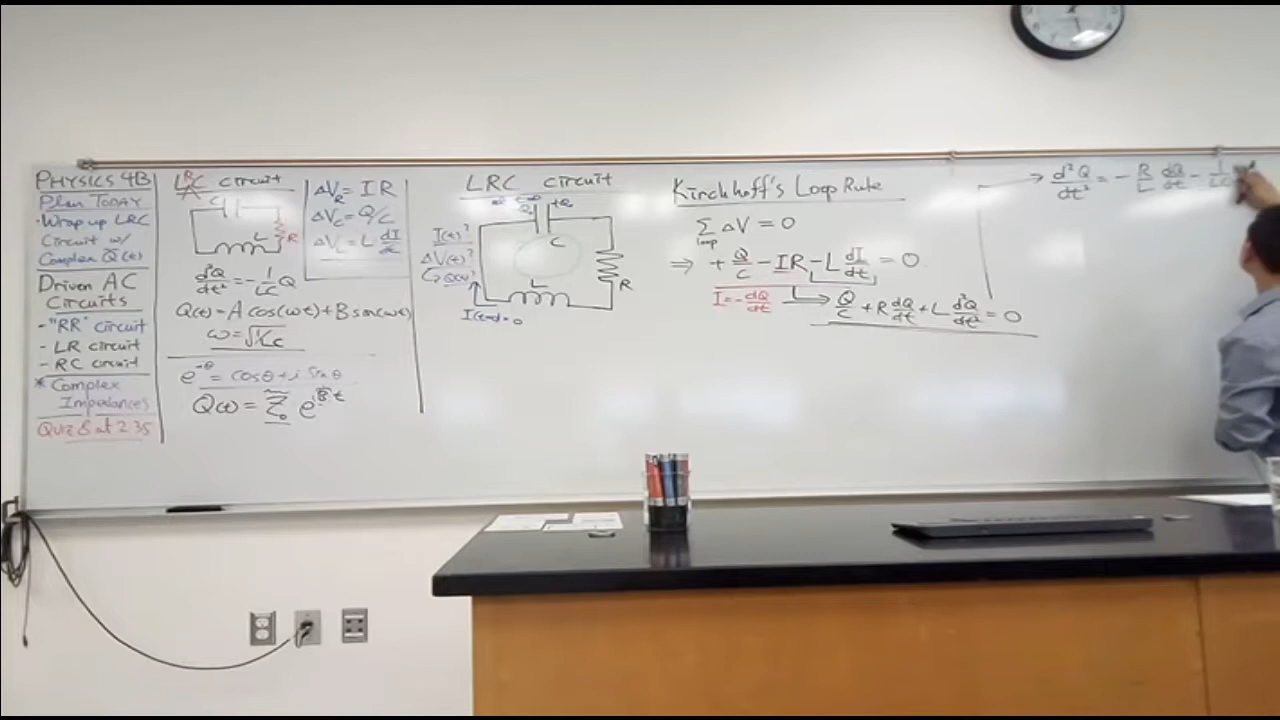 PHYSICS 4B
Plan TODAY
• Wrap up LRC
Circuit w/
Complex Q(t)
Driven AC
Circuits
- "RR" circuit
- LR circuit
- RC circuit
* Complex
Impedances
QUIZ 8 at 2:35
LRC circuit
C
R
L
d²Q/dt² = -1/LC Q
Q(t) = A cos(ωt) + B sin(ωt)
ω = √1/LC
e^-θ = cosθ + i sinθ
Q(t) = Z̃₀ e
ΔV_R = IR
ΔV_C = Q/C
ΔV_L = L dI/dt
LRC circuit
+Q₀
C
I(t)?
ΔV(t)?
Q(t)?
L
R
I(t=0)=0
Kirchhoff's Loop Rule
∑ loop ΔV = 0
⇒ + Q/C - IR - L dI/dt = 0
I = -dQ/dt
Q/C + R dQ/dt + L d²Q/dt² = 0
→ d²Q/dt² = - R/L dQ/dt - 1/LC